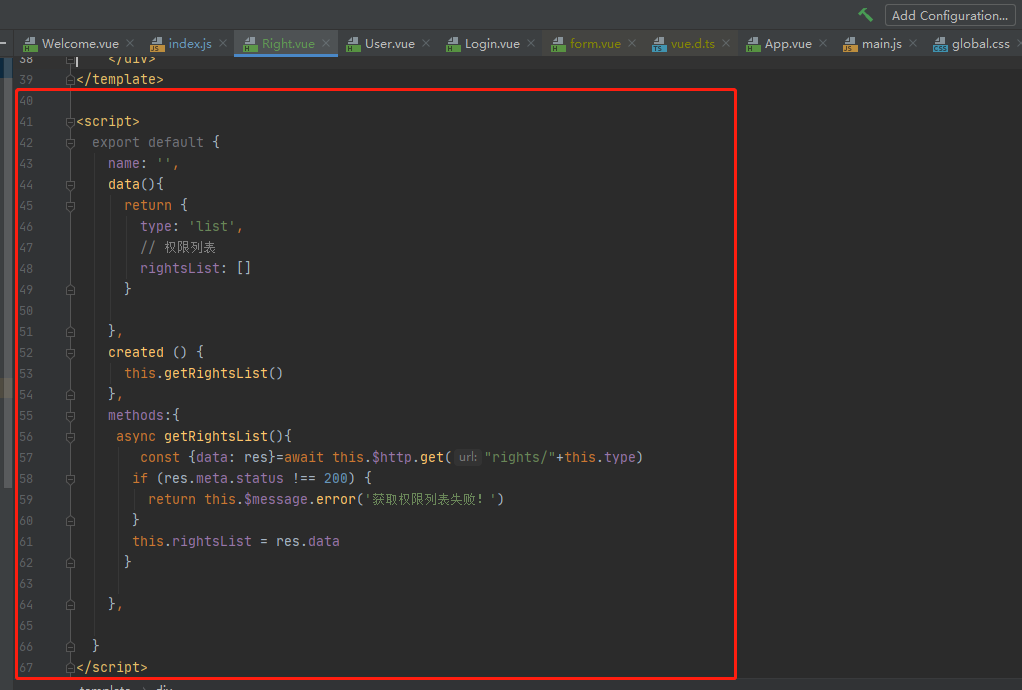 Add Configuration...
Welcome.vue index.js Right.vue User.vue Login.vue form.vue vue.d.ts App.vue main.js global.css
38 </div>
39 </template>
40
41 <script>
42 export default {
43 name: '',
44 data(){
45 return {
46 type: 'list',
47 // 权限列表
48 rightsList: []
49 }
50
51 },
52 created () {
53 this.getRightsList()
54 },
55 methods:{
56 async getRightsList(){
57 const {data: res}=await this.$http.get( url: "rights/"+this.type)
58 if (res.meta.status !== 200) {
59 return this.$message.error('获取权限列表失败！')
60 }
61 this.rightsList = res.data
62 }
63
64 },
65
66 }
67 </script>
template › div